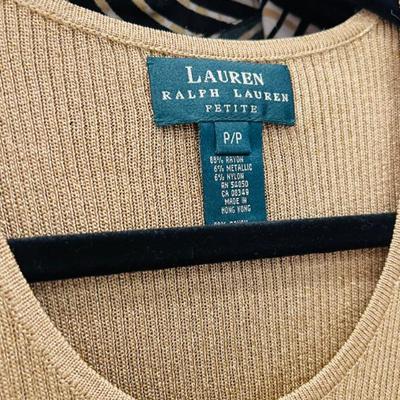 LAUREN
RALPH LAUREN
PETITE
P/P
88% RAYON
6% METALLIC
6% NYLON
RN 54050
CA 08349
MADE IN
HONG KONG